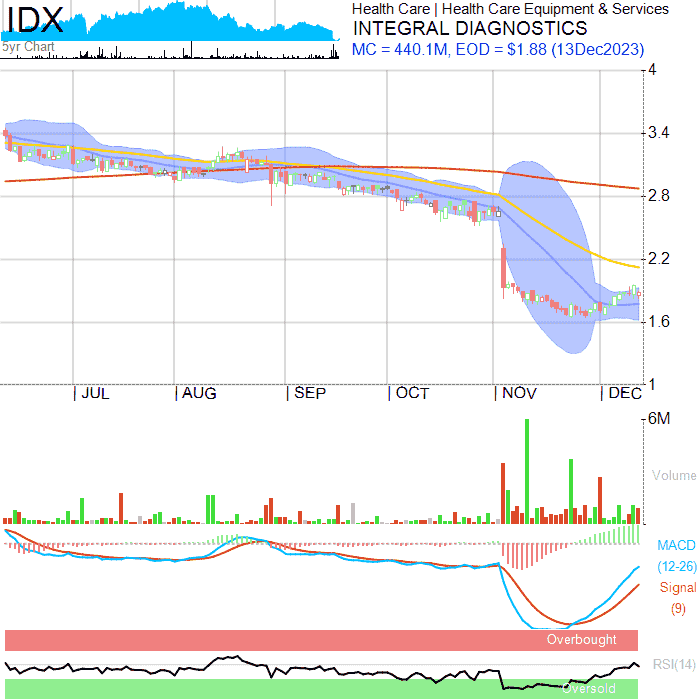 IDX
Health Care | Health Care Equipment & Services
INTEGRAL DIAGNOSTICS
MC = 440.1M, EOD = $1.88 (13Dec2023)
5yr Chart
4
3.4
2.8
2.2
1.6
1
| JUL | AUG | SEP | OCT | NOV | DEC
6M
Volume
MACD
(12-26)
Signal
(9)
Overbought
RSI(14)
Oversold